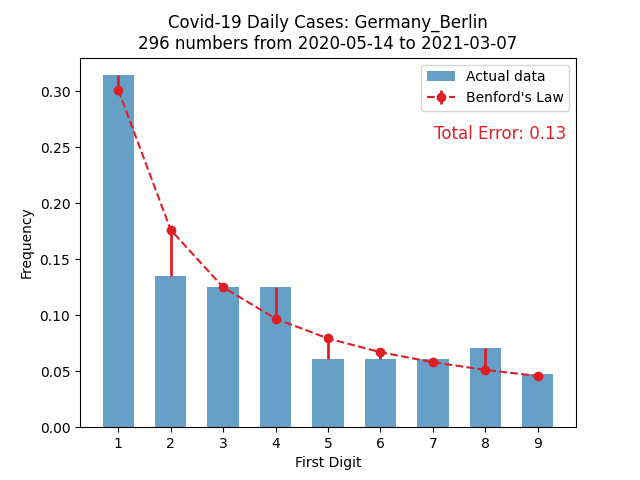 Covid-19 Daily Cases: Germany_Berlin
296 numbers from 2020-05-14 to 2021-03-07
Actual data
Benford's Law
Total Error: 0.13
Frequency
0.30
0.25
0.20
0.15
0.10
0.05
0.00
1 2 3 4 5 6 7 8 9
First Digit